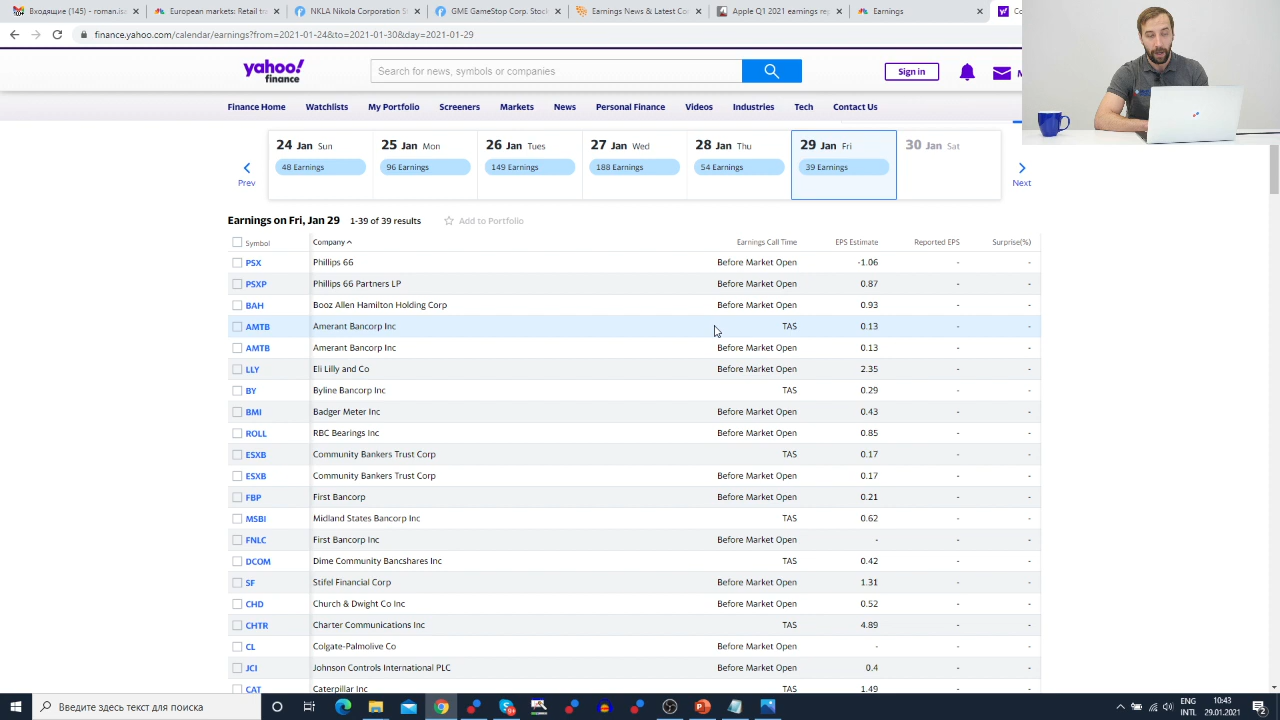 Входящие (145) - roman.is
European markets: Retail tr
NKLA Nikola Corporation S
GME GameStop Corp. Stoc
Earnings News & Latest Co
Apple Q1 2021 earnings rep
Earnings
finance.yahoo.com/calendar/earnings?from=2021-01-24&to=2021-01-30&day=2021-01-29
yahoo! finance
Search for news, symbols or companies
Sign in
Finance Home Watchlists My Portfolio Screeners Markets News Personal Finance Videos Industries Tech Contact Us
24 Jan Sun 25 Jan Mon 26 Jan Tues 27 Jan Wed 28 Jan Thu 29 Jan Fri 30 Jan Sat
48 Earnings 96 Earnings 149 Earnings 188 Earnings 54 Earnings 39 Earnings
Prev Next
Earnings on Fri, Jan 29 1-39 of 39 results Add to Portfolio
Symbol Company Earnings Call Time EPS Estimate Reported EPS Surprise(%)
PSX Phillips 66 Before Market Open -1.06 - -
PSXP Phillips 66 Partners LP Before Market Open 0.87 - -
BAH Booz Allen Hamilton Holding Corp Before Market Open 0.93 - -
AMTB Amerant Bancorp Inc TAS 0.13 - -
AMTB Amerant Bancorp Inc Before Market Open 0.13 - -
LLY Eli Lilly and Co Before Market Open 2.35 - -
BY Byline Bancorp Inc TAS 0.29 - -
BMI Badger Meter Inc Before Market Open 0.43 - -
ROLL RBC Bearings Inc Before Market Open 0.85 - -
ESXB Community Bankers Trust Corp TAS 0.17 - -
ESXB Community Bankers Trust Corp Before Market Open 0.17 - -
FBP First Bancorp Before Market Open 0.21 - -
MSBI Midland States Bancorp Inc TAS 0.62 - -
FNLC First Bancorp Inc Before Market Open - - -
DCOM Dime Community Bancshares Inc TAS 0.42 - -
SF Stifel Financial Corp Before Market Open 1.31 - -
CHD Church & Dwight Co Inc Before Market Open 0.52 - -
CHTR Charter Communications Inc TAS 4.89 - -
CL Colgate-Palmolive Co Before Market Open - - -
JCI Johnson Controls International PLC Before Market Open 0.4 - -
CAT Caterpillar Inc TAS 1.49 - -
Введите здесь текст для поиска
ENG
INTL
10:43
29.01.2021
2